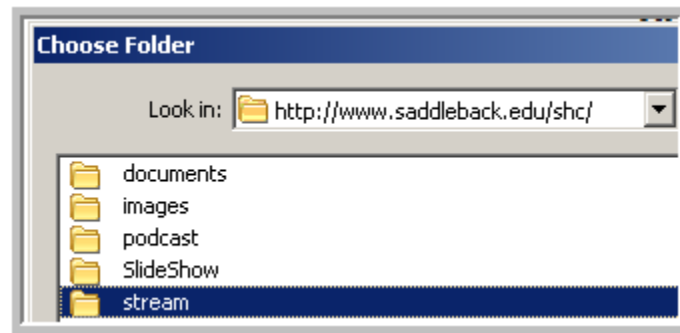 Choose Folder
Look in: http://www.saddleback.edu/shc/
documents
images
podcast
SlideShow
stream